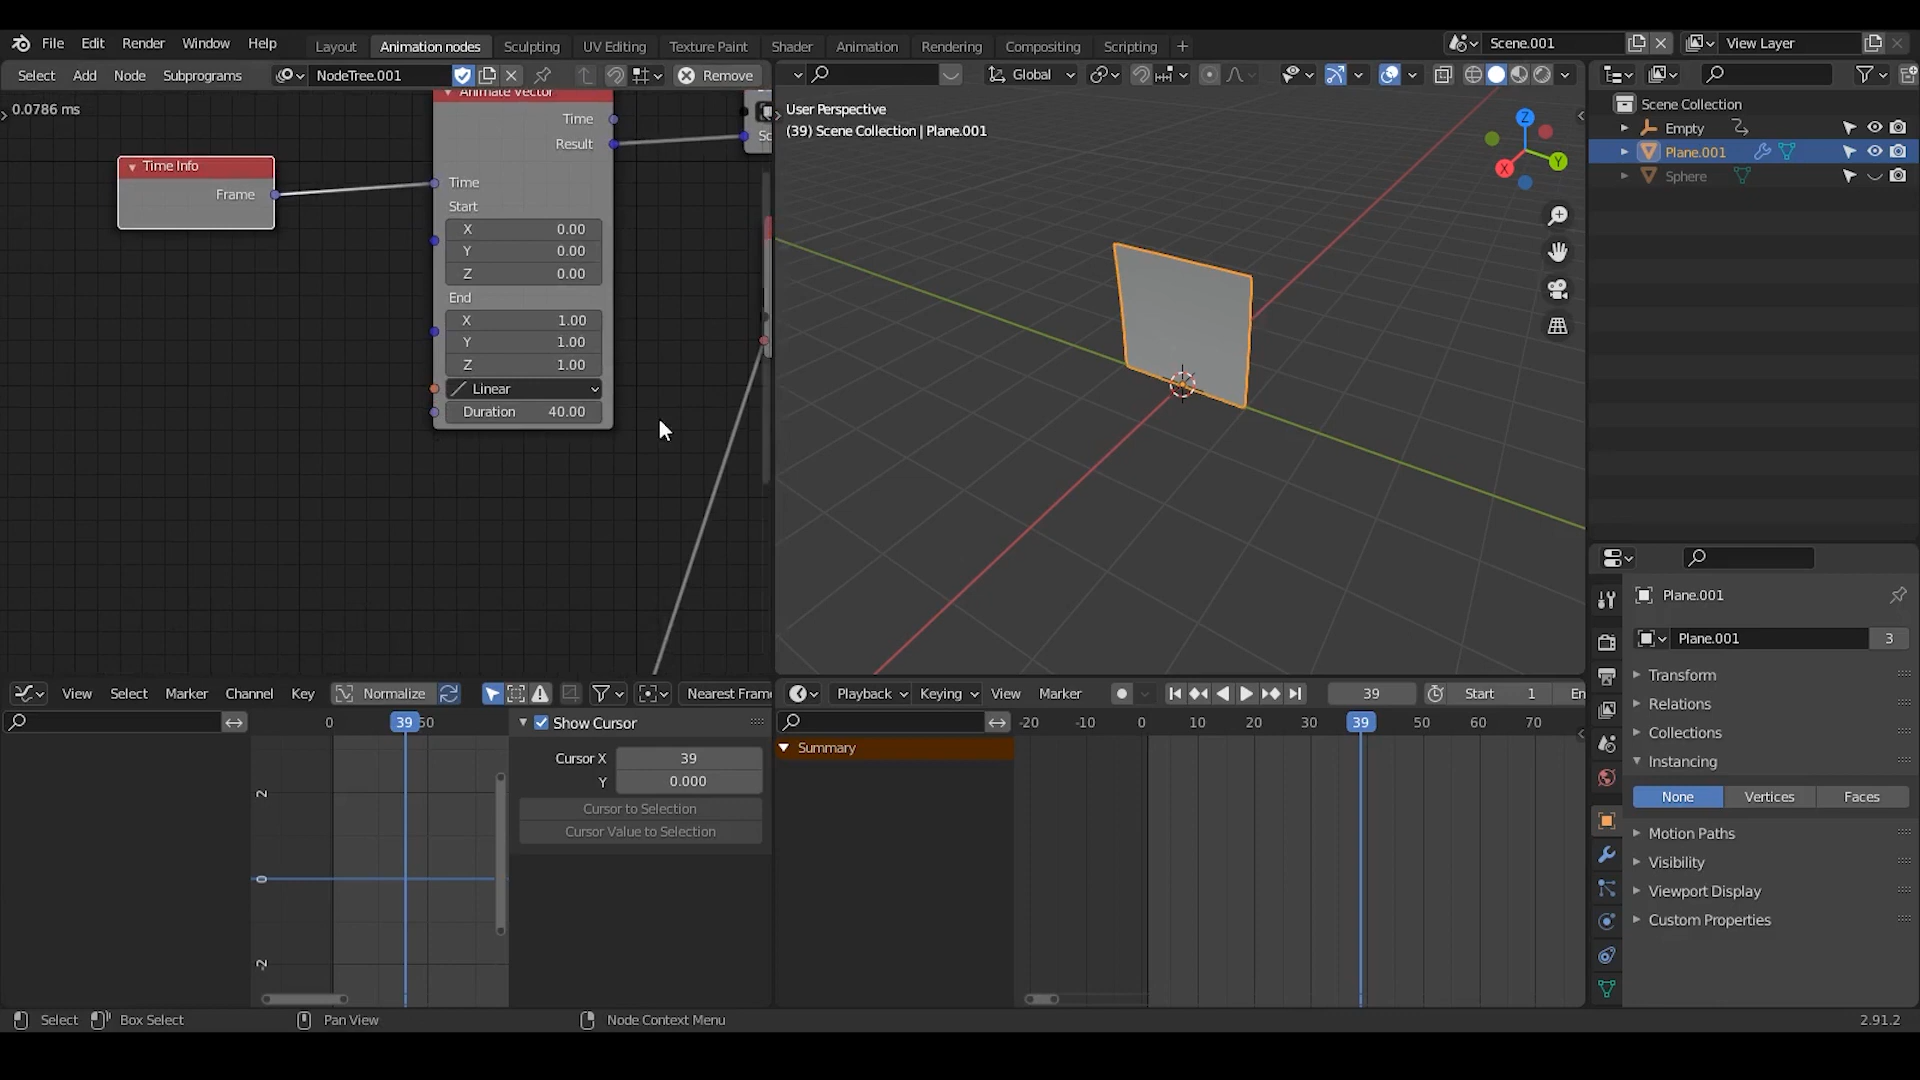 File Edit Render Window Help Layout Animation nodes Sculpting UV Editing Texture Paint Shader Animation Rendering Compositing Scripting Scene.001 View Layer
Select Add Node Subprograms NodeTree.001 Remove Global
0.0786 ms
Animate Vector
Time
Result
Time Info
Frame
Time
Start
X 0.00
Y 0.00
Z 0.00
End
X 1.00
Y 1.00
Z 1.00
Linear
Duration 40.00
User Perspective
(39) Scene Collection | Plane.001
Z
Y
X
Scene Collection
Empty
Plane.001
Sphere
Plane.001
Plane.001 3
Transform
Relations
Collections
Instancing
None Vertices Faces
Motion Paths
Visibility
Viewport Display
Custom Properties
View Select Marker Channel Key Normalize Nearest Frame
0 39 50
2
0
-2
Show Cursor
Cursor X 39
Y 0.000
Cursor to Selection
Cursor Value to Selection
Playback Keying View Marker 39 Start 1 En
-20 -10 0 10 20 30 39 50 60 70
Summary
Select Box Select Pan View Node Context Menu 2.91.2